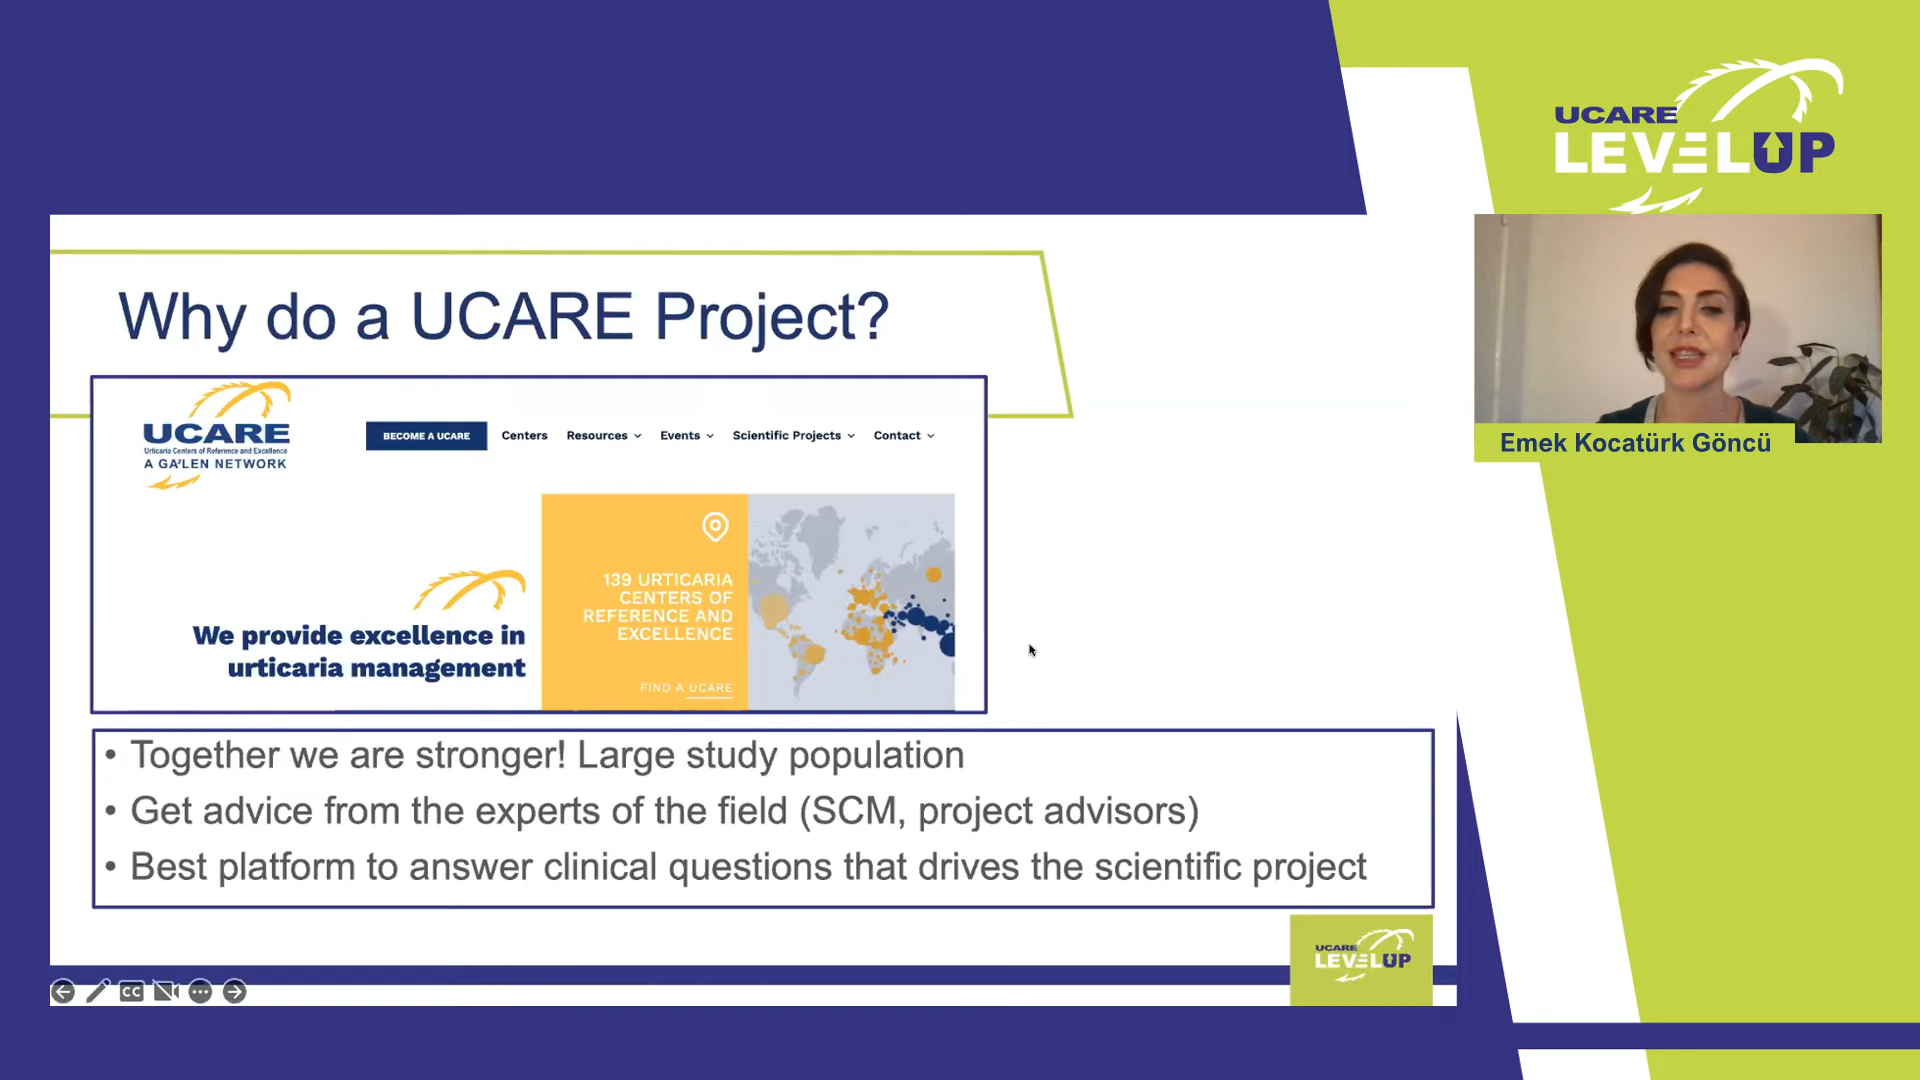 UCARE
LEVELUP
Why do a UCARE Project?
UCARE
Urticaria Centers of Reference and Excellence
A GA²LEN NETWORK
BECOME A UCARE
Centers
Resources
Events
Scientific Projects
Contact
139 URTICARIA
CENTERS OF
REFERENCE AND
EXCELLENCE
FIND A UCARE
We provide excellence in
urticaria management
Emek Kocatürk Göncü
• Together we are stronger! Large study population
• Get advice from the experts of the field (SCM, project advisors)
• Best platform to answer clinical questions that drives the scientific project
UCARE
LEVELUP
CC